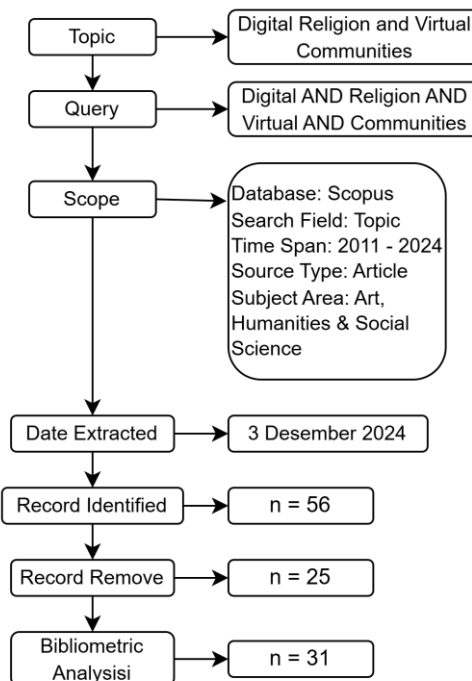 Topic
Digital Religion and Virtual
Communities
Query
Digital AND Religion AND
Virtual AND Communities
Scope
Database: Scopus
Search Field: Topic
Time Span: 2011 - 2024
Source Type: Article
Subject Area: Art,
Humanities & Social
Science
Date Extracted
3 Desember 2024
Record Identified
n = 56
Record Remove
n = 25
Bibliometric
Analysisi
n = 31